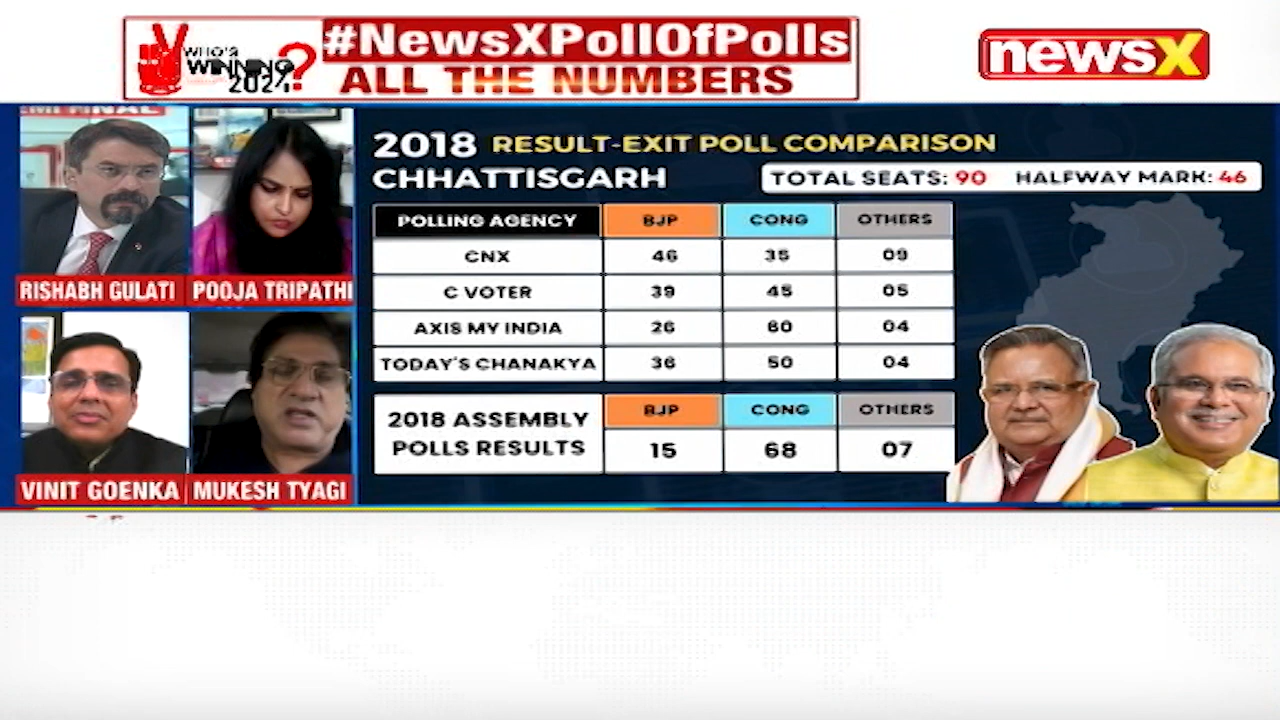 WHO'S
WINNING
2024?
#NewsXPollOfPolls
ALL THE NUMBERS
newsX
RISHABH GULATI
POOJA TRIPATHI
VINIT GOENKA
MUKESH TYAGI
2018 RESULT-EXIT POLL COMPARISON
CHHATTISGARH
TOTAL SEATS: 90 HALFWAY MARK: 46
POLLING AGENCY BJP CONG OTHERS
CNX 46 35 09
C VOTER 39 45 05
AXIS MY INDIA 26 60 04
TODAY'S CHANAKYA 36 50 04
2018 ASSEMBLY
POLLS RESULTS
BJP CONG OTHERS
15 68 07